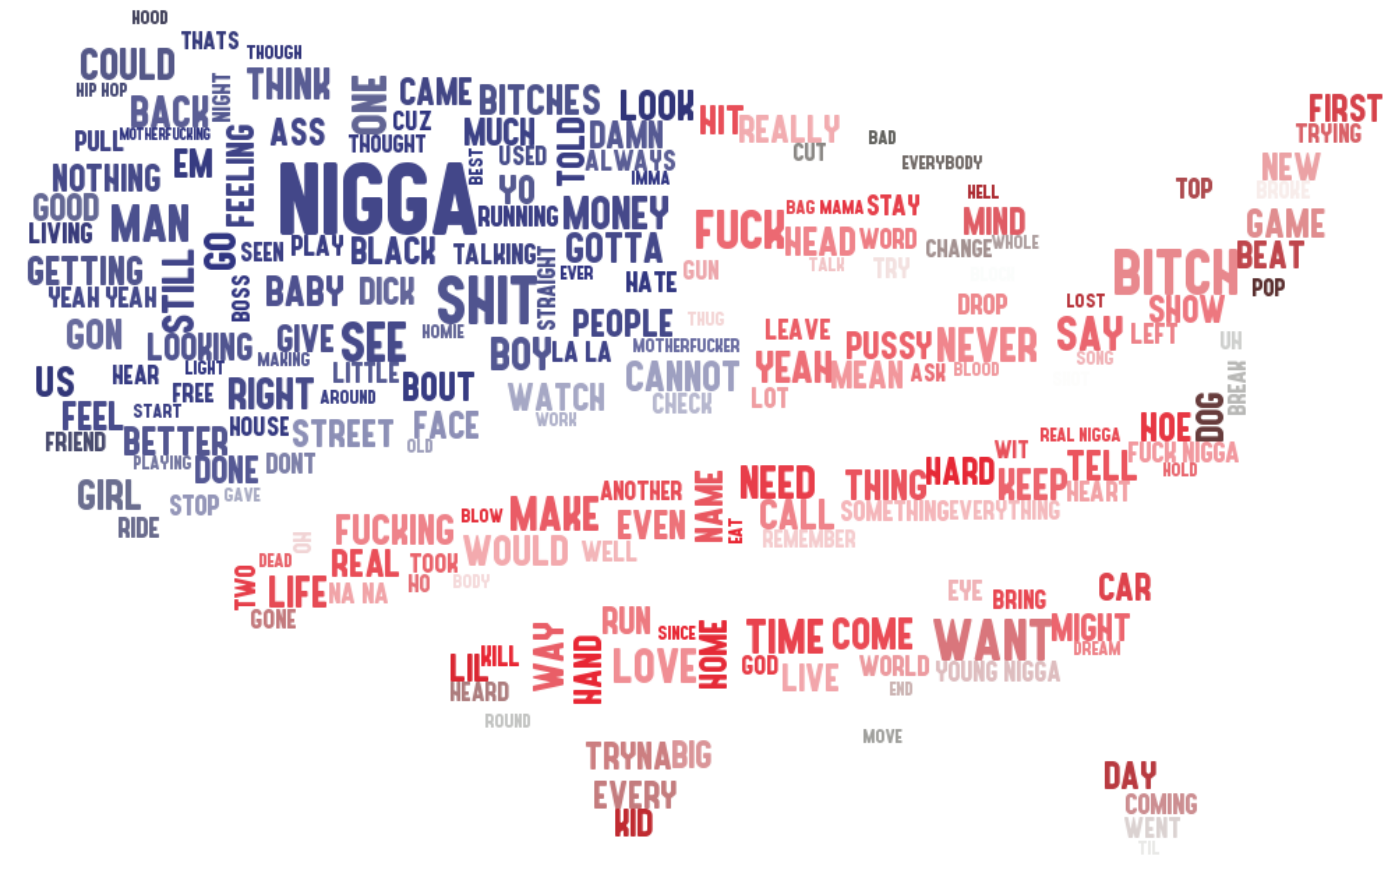 HOOD
THATS
THOUGH
COULD
THINK
HIP HOP
NIGHT
ONE
CAME
BITCHES
LOOK
FIRST
BACK
CUZ
HIT
REALLY
TRYING
PULL
MOTHERFUCKING
ASS
THOUGHT
MUCH
TOLD
DAMN
BAD
EM
FEELING
BEST
USED
ALWAYS
CUT
EVERYBODY
NEW
NOTHING
NIGGA
YO
IMMA
HELL
TOP
BROKE
GOOD
MAN
RUNNING
MONEY
BAG
MAMA
STAY
MIND
GAME
LIVING
GO
SEEN
PLAY
BLACK
TALKING
GOTTA
FUCK
HEAD
WORD
CHANGE
WHOLE
BEAT
GETTING
STILL
STRAIGHT
EVER
HATE
GUN
TALK
TRY
BLOCK
BITCH
POP
YEAH YEAH
BOSS
BABY
DICK
SHIT
DROP
LOST
SHOW
GON
LOOKING
GIVE
SEE
HOMIE
PEOPLE
THUG
LEAVE
PUSSY
NEVER
SAY
LEFT
UH
MAKING
BOY
LA LA
MOTHERFUCKER
SONG
US
HEAR
LIGHT
LITTLE
CANNOT
YEAH
MEAN
ASK
BLOOD
BREAK
FREE
RIGHT
AROUND
BOUT
WATCH
CHECK
LOT
DOG
FEEL
START
HOUSE
STREET
FACE
WORK
HOE
FRIEND
BETTER
OLD
REAL NIGGA
WIT
FUCK NIGGA
PLAYING
DONE
DONT
HARD
TELL
HOLD
GIRL
STOP
GAVE
ANOTHER
NAME
NEED
THING
KEEP
HEART
RIDE
FUCKING
BLOW
MAKE
EVEN
EAT
CALL
SOMETHING
EVERYTHING
OH
WOULD
WELL
REMEMBER
DEAD
REAL
TOOK
TWO
LIFE
NA NA
HO
BODY
EYE
BRING
CAR
GONE
RUN
SINCE
HOME
TIME
COME
WANT
MIGHT
WAY
HAND
DREAM
LIL
KILL
LOVE
GOD
LIVE
WORLD
YOUNG NIGGA
HEARD
END
ROUND
MOVE
TRYNA
BIG
DAY
EVERY
COMING
KID
WENT
TIL